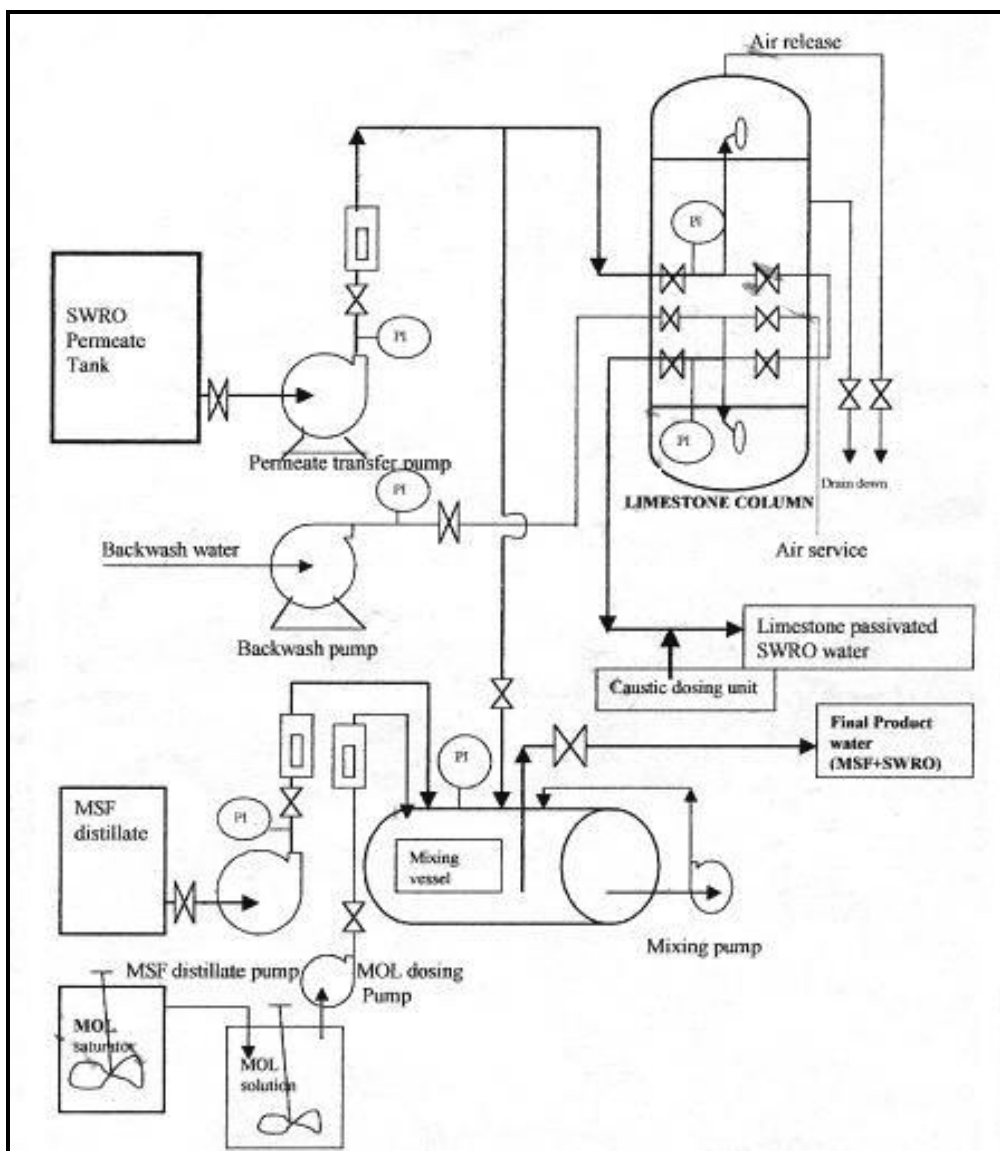 Air release
PI
SWRO
Permeate
Tank
PI
Permeate transfer pump
PI
PI
Drain down
LIMESTONE COLUMN
Backwash water
Air service
Backwash pump
Limestone passivated
SWRO water
Caustic dosing unit
Final Product
water
(MSF+SWRO)
PI
MSF
distillate
PI
Mixing
vessel
Mixing pump
MSF distillate pump
MOL dosing
Pump
MOL
saturator
MOL
solution